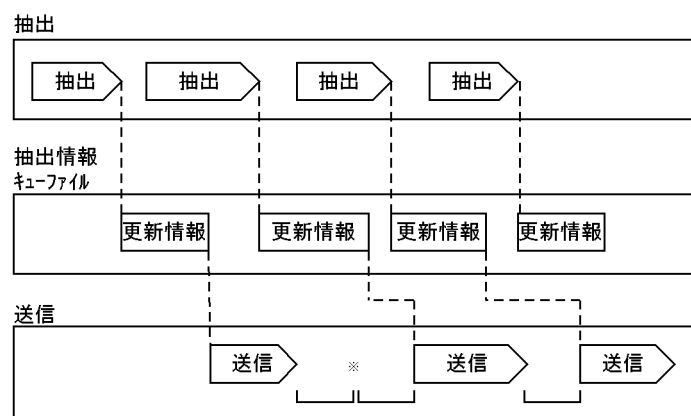 抽出
抽出 抽出 抽出 抽出
抽出情報
ｷｭｰﾌｧｲﾙ
更新情報 更新情報 更新情報 更新情報
送信
送信 ※ 送信 送信